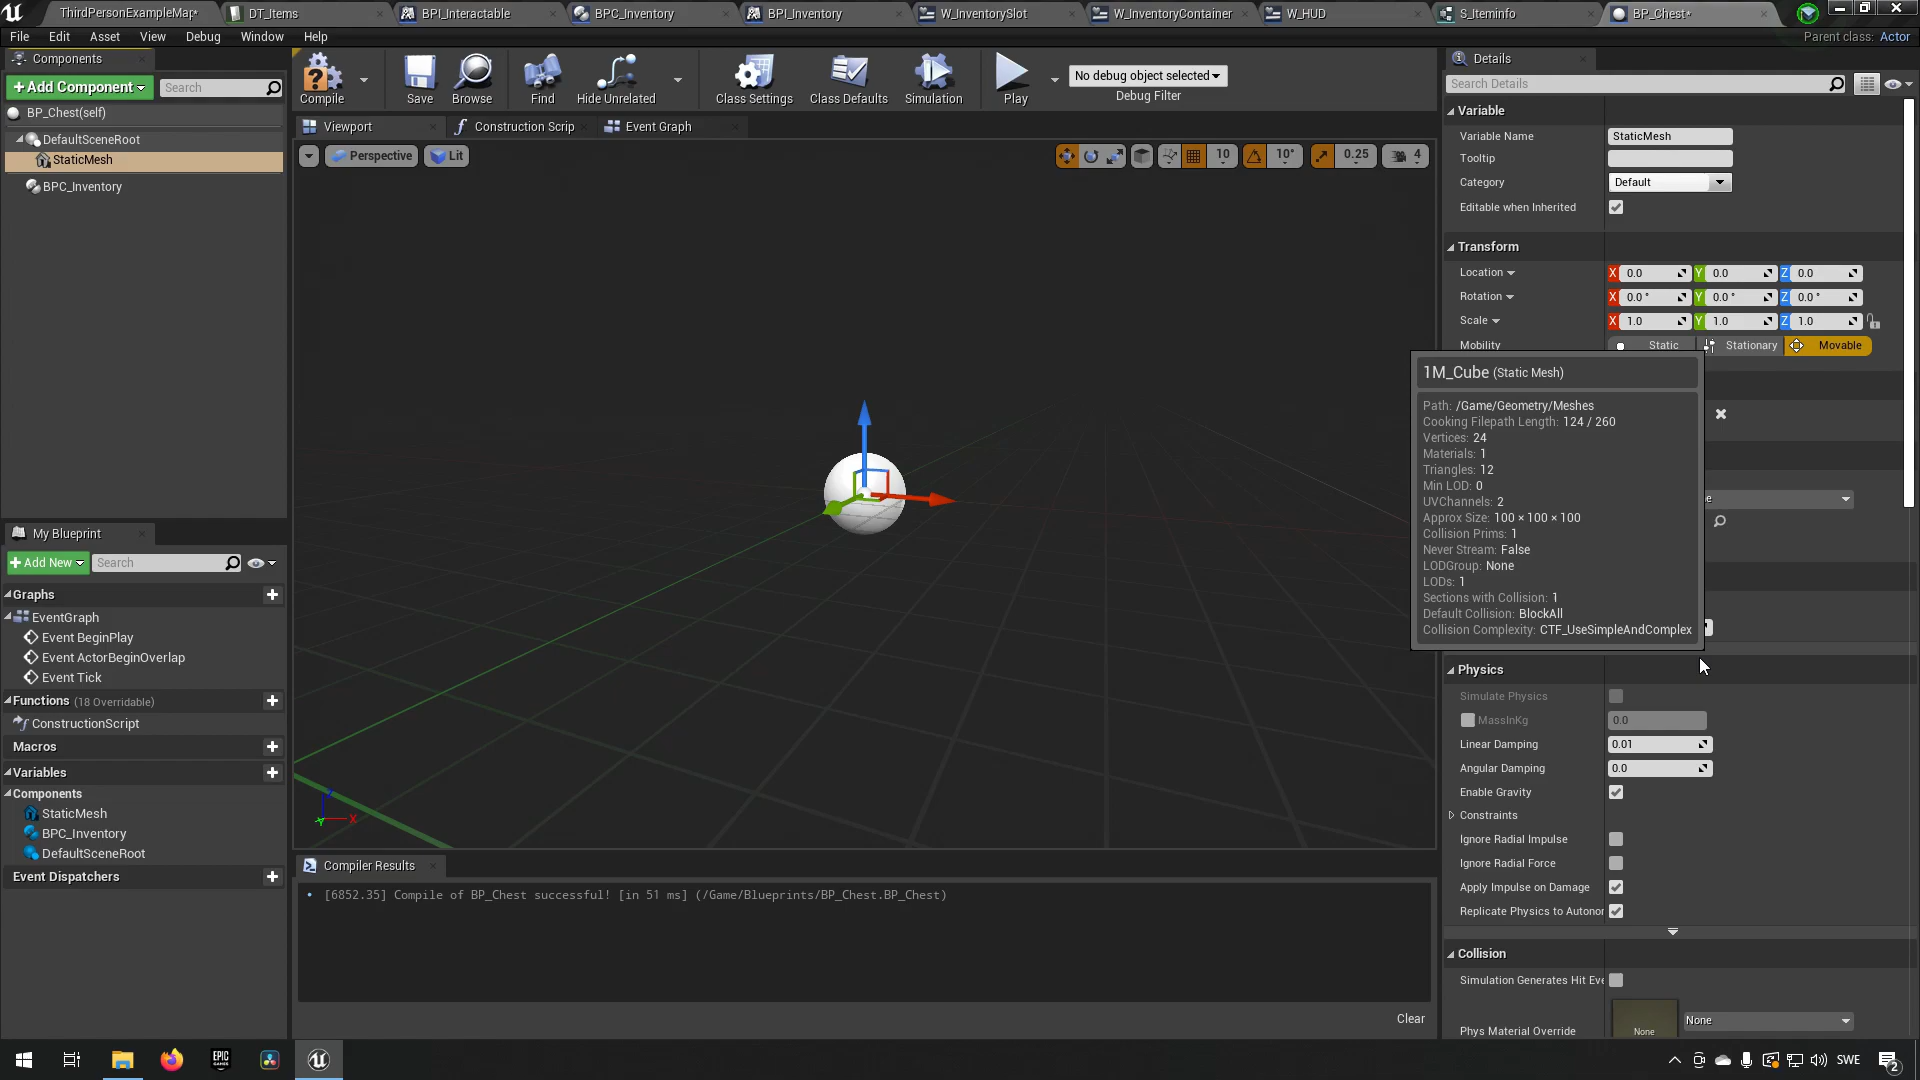 ThirdPersonExampleMap*
DT_Items
BPI_Interactable
BPC_Inventory
BPI_Inventory
W_InventorySlot
W_InventoryContainer
W_HUD
S_Iteminfo
BP_Chest*
File
Edit
Asset
View
Debug
Window
Help
Parent class: Actor
Components
+Add Component
Search
BP_Chest(self)
DefaultSceneRoot
StaticMesh
BPC_Inventory
Compile
Save
Browse
Find
Hide Unrelated
Class Settings
Class Defaults
Simulation
Play
No debug object selected
Debug Filter
Viewport
Construction Scrip
Event Graph
Perspective
Lit
10
10°
0.25
4
X
Y
Z
My Blueprint
+Add New
Search
Graphs
EventGraph
Event BeginPlay
Event ActorBeginOverlap
Event Tick
Functions (18 Overridable)
ConstructionScript
Macros
Variables
Components
StaticMesh
BPC_Inventory
DefaultSceneRoot
Event Dispatchers
Compiler Results
[6852.35] Compile of BP_Chest successful! [in 51 ms] (/Game/Blueprints/BP_Chest.BP_Chest)
Clear
Details
Search Details
Variable
Variable Name StaticMesh
Tooltip
Category Default
Editable when Inherited
Transform
Location X 0.0 Y 0.0 Z 0.0
Rotation X 0.0 ° Y 0.0 ° Z 0.0 °
Scale X 1.0 Y 1.0 Z 1.0
Mobility Static Stationary Movable
1M_Cube (Static Mesh)
Path: /Game/Geometry/Meshes
Cooking Filepath Length: 124 / 260
Vertices: 24
Materials: 1
Triangles: 12
Min LOD: 0
UVChannels: 2
Approx Size: 100 × 100 × 100
Collision Prims: 1
Never Stream: False
LODGroup: None
LODs: 1
Sections with Collision: 1
Default Collision: BlockAll
Collision Complexity: CTF_UseSimpleAndComplex
Physics
Simulate Physics
MassInKg 0.0
Linear Damping 0.01
Angular Damping 0.0
Enable Gravity
Constraints
Ignore Radial Impulse
Ignore Radial Force
Apply Impulse on Damage
Replicate Physics to Autonor
Collision
Simulation Generates Hit Eve
Phys Material Override None None
EPIC GAMES
SWE
2